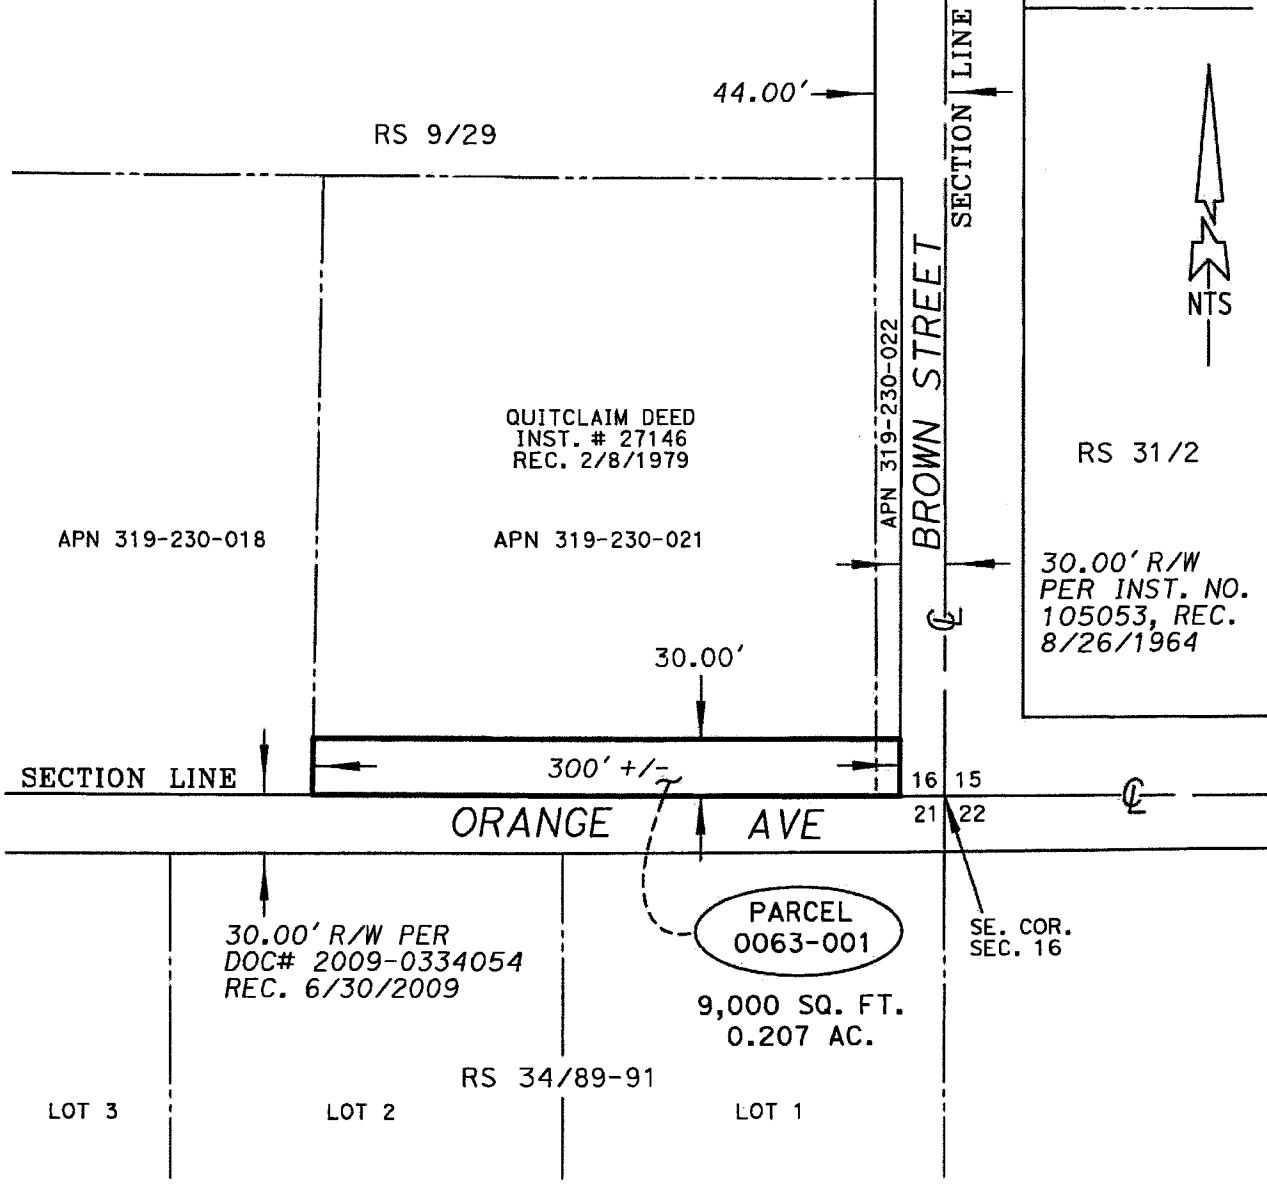 SECTION LINE
44.00'
RS 9/29
NTS
BROWN STREET
APN 319-230-022
QUITCLAIM DEED
INST. # 27146
REC. 2/8/1979
RS 31/2
APN 319-230-018
APN 319-230-021
30.00' R/W
PER INST. NO.
105053, REC.
8/26/1964
℄
30.00'
SECTION LINE
300' +/-
16 15
21 22
℄
ORANGE AVE
PARCEL
0063-001
SE. COR.
SEC. 16
30.00' R/W PER
DOC# 2009-0334054
REC. 6/30/2009
9,000 SQ. FT.
0.207 AC.
RS 34/89-91
LOT 3
LOT 2
LOT 1